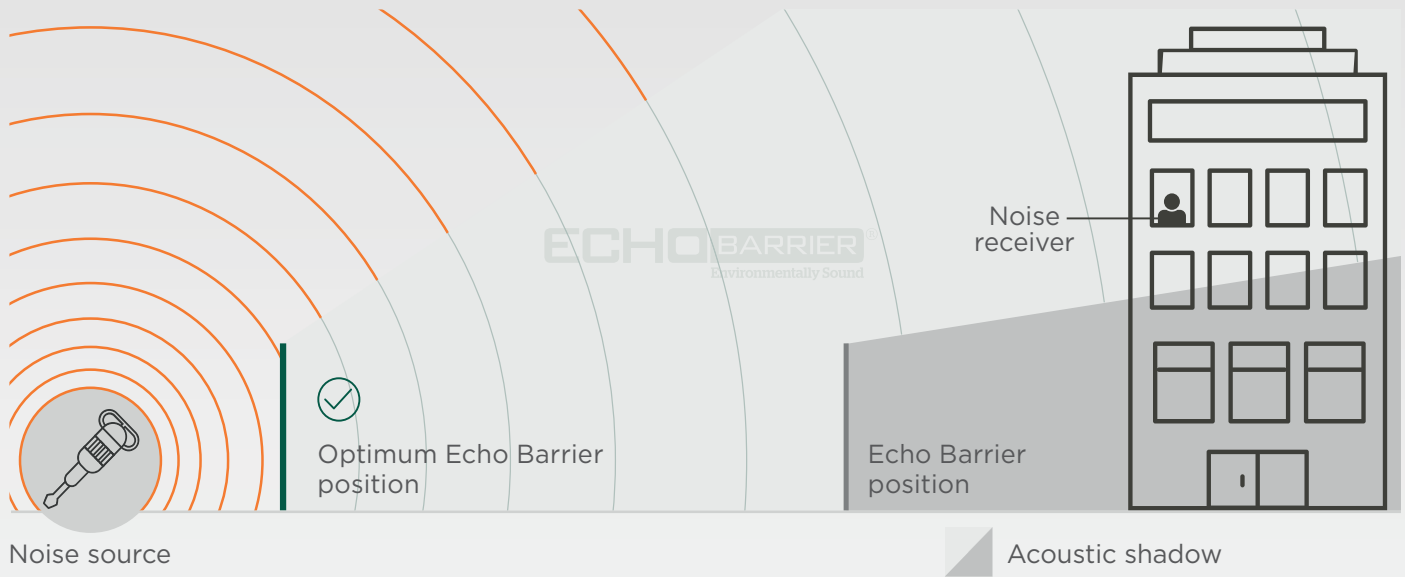 ECHO BARRIER®
Environmentally Sound
Noise
receiver
Optimum Echo Barrier
position
Echo Barrier
position
Noise source
Acoustic shadow